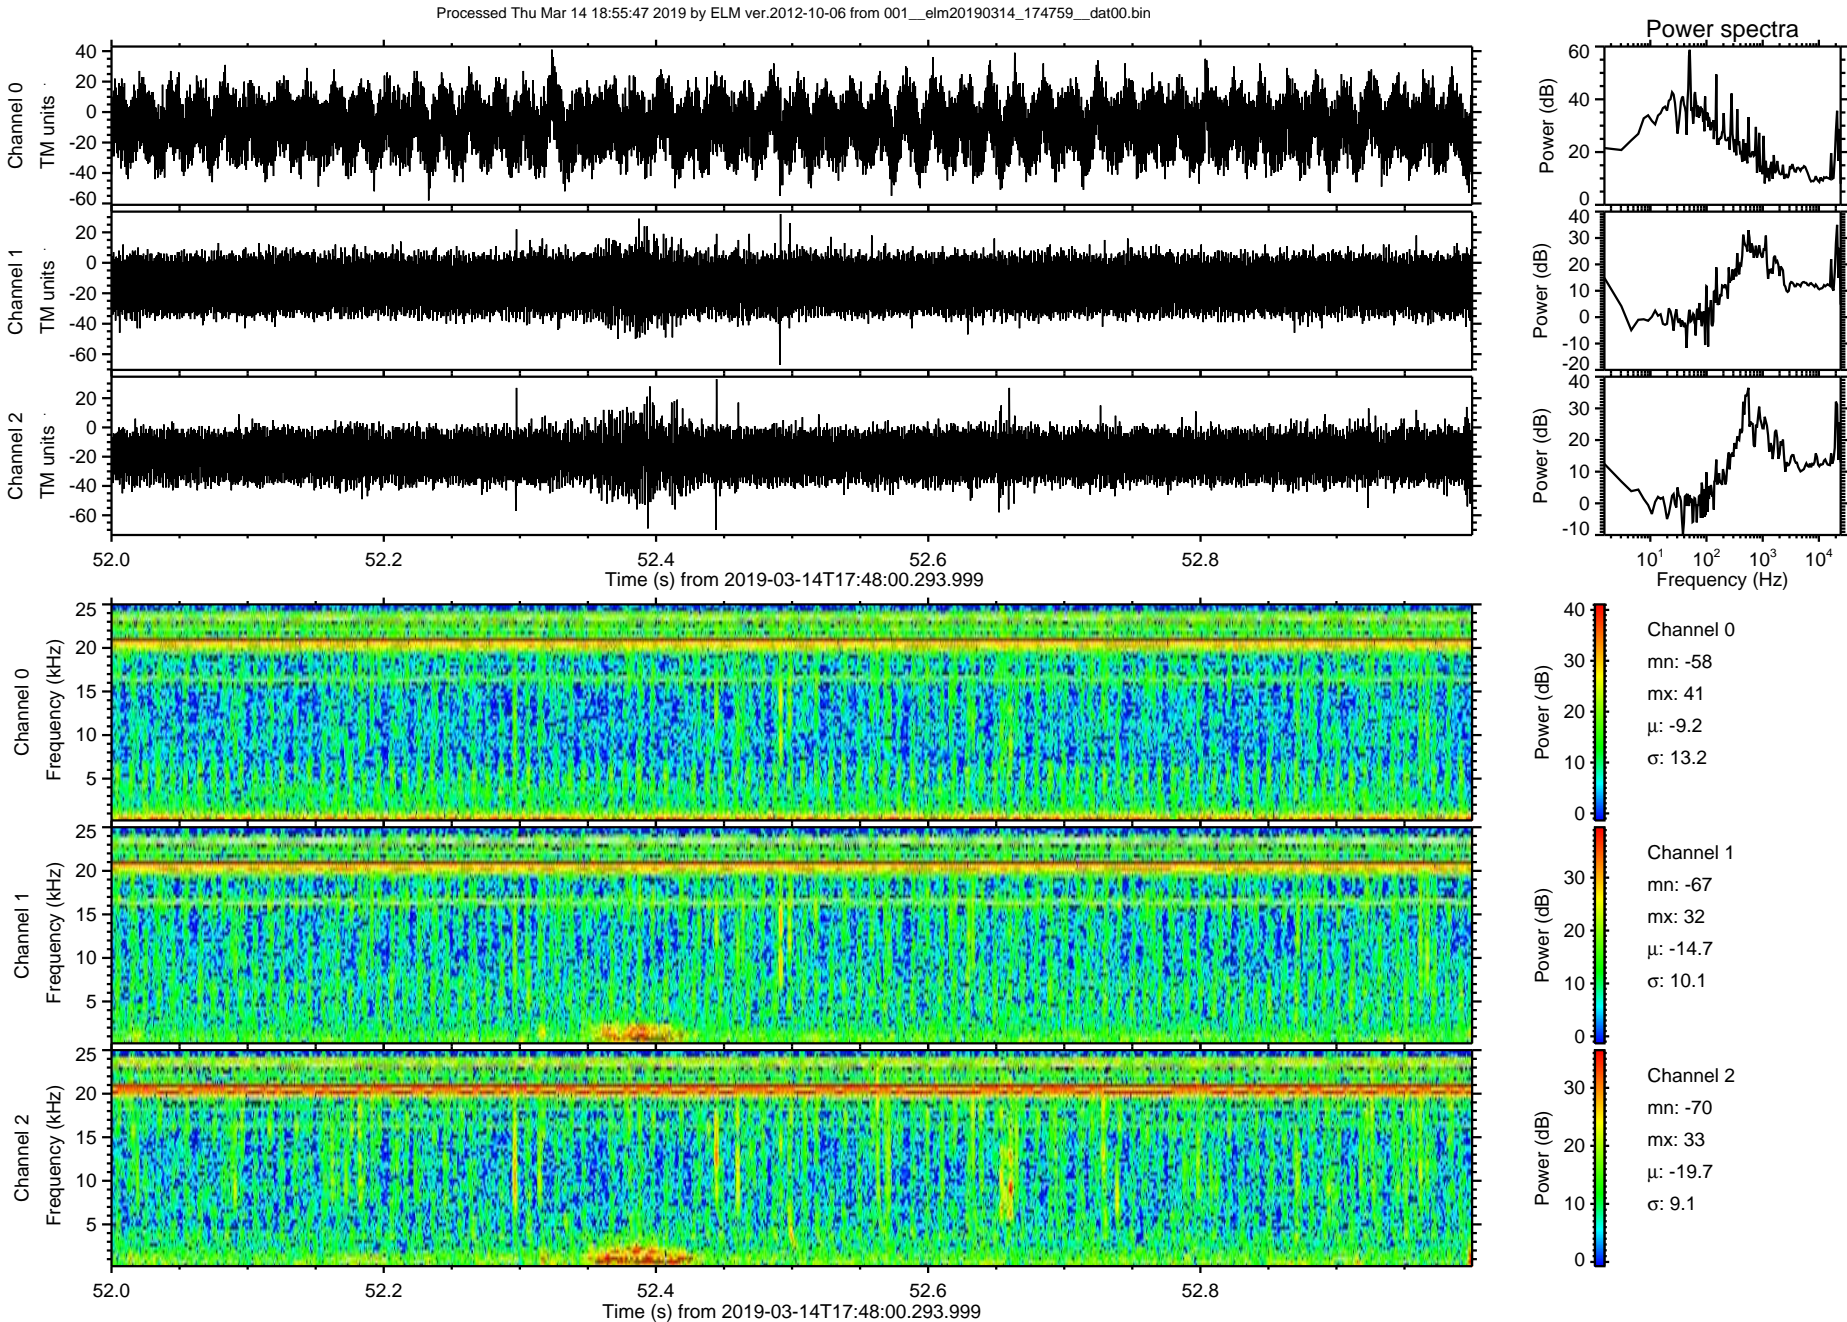 Processed Thu Mar 14 18:55:47 2019 by ELM ver.2012-10-06 from 001__elm20190314_174759__dat00.bin
Power spectra
Channel 0
TM units
40
20
0
-20
-40
-60
Power (dB)
60
40
20
0
Channel 1
TM units
20
0
-20
-40
-60
Power (dB)
40
30
20
10
0
-10
-20
Channel 2
TM units
20
0
-20
-40
-60
Power (dB)
40
30
20
10
0
-10
52.0 52.2 52.4 52.6 52.8
Time (s) from 2019-03-14T17:48:00.293.999
10^1 10^2 10^3 10^4
Frequency (Hz)
Channel 0
Frequency (kHz)
25
20
15
10
5
Power (dB)
40
30
20
10
0
Channel 0
mn: -58
mx: 41
μ: -9.2
σ: 13.2
Channel 1
Frequency (kHz)
25
20
15
10
5
Power (dB)
30
20
10
0
Channel 1
mn: -67
mx: 32
μ: -14.7
σ: 10.1
Channel 2
Frequency (kHz)
25
20
15
10
5
Power (dB)
30
20
10
0
Channel 2
mn: -70
mx: 33
μ: -19.7
σ: 9.1
52.0 52.2 52.4 52.6 52.8
Time (s) from 2019-03-14T17:48:00.293.999